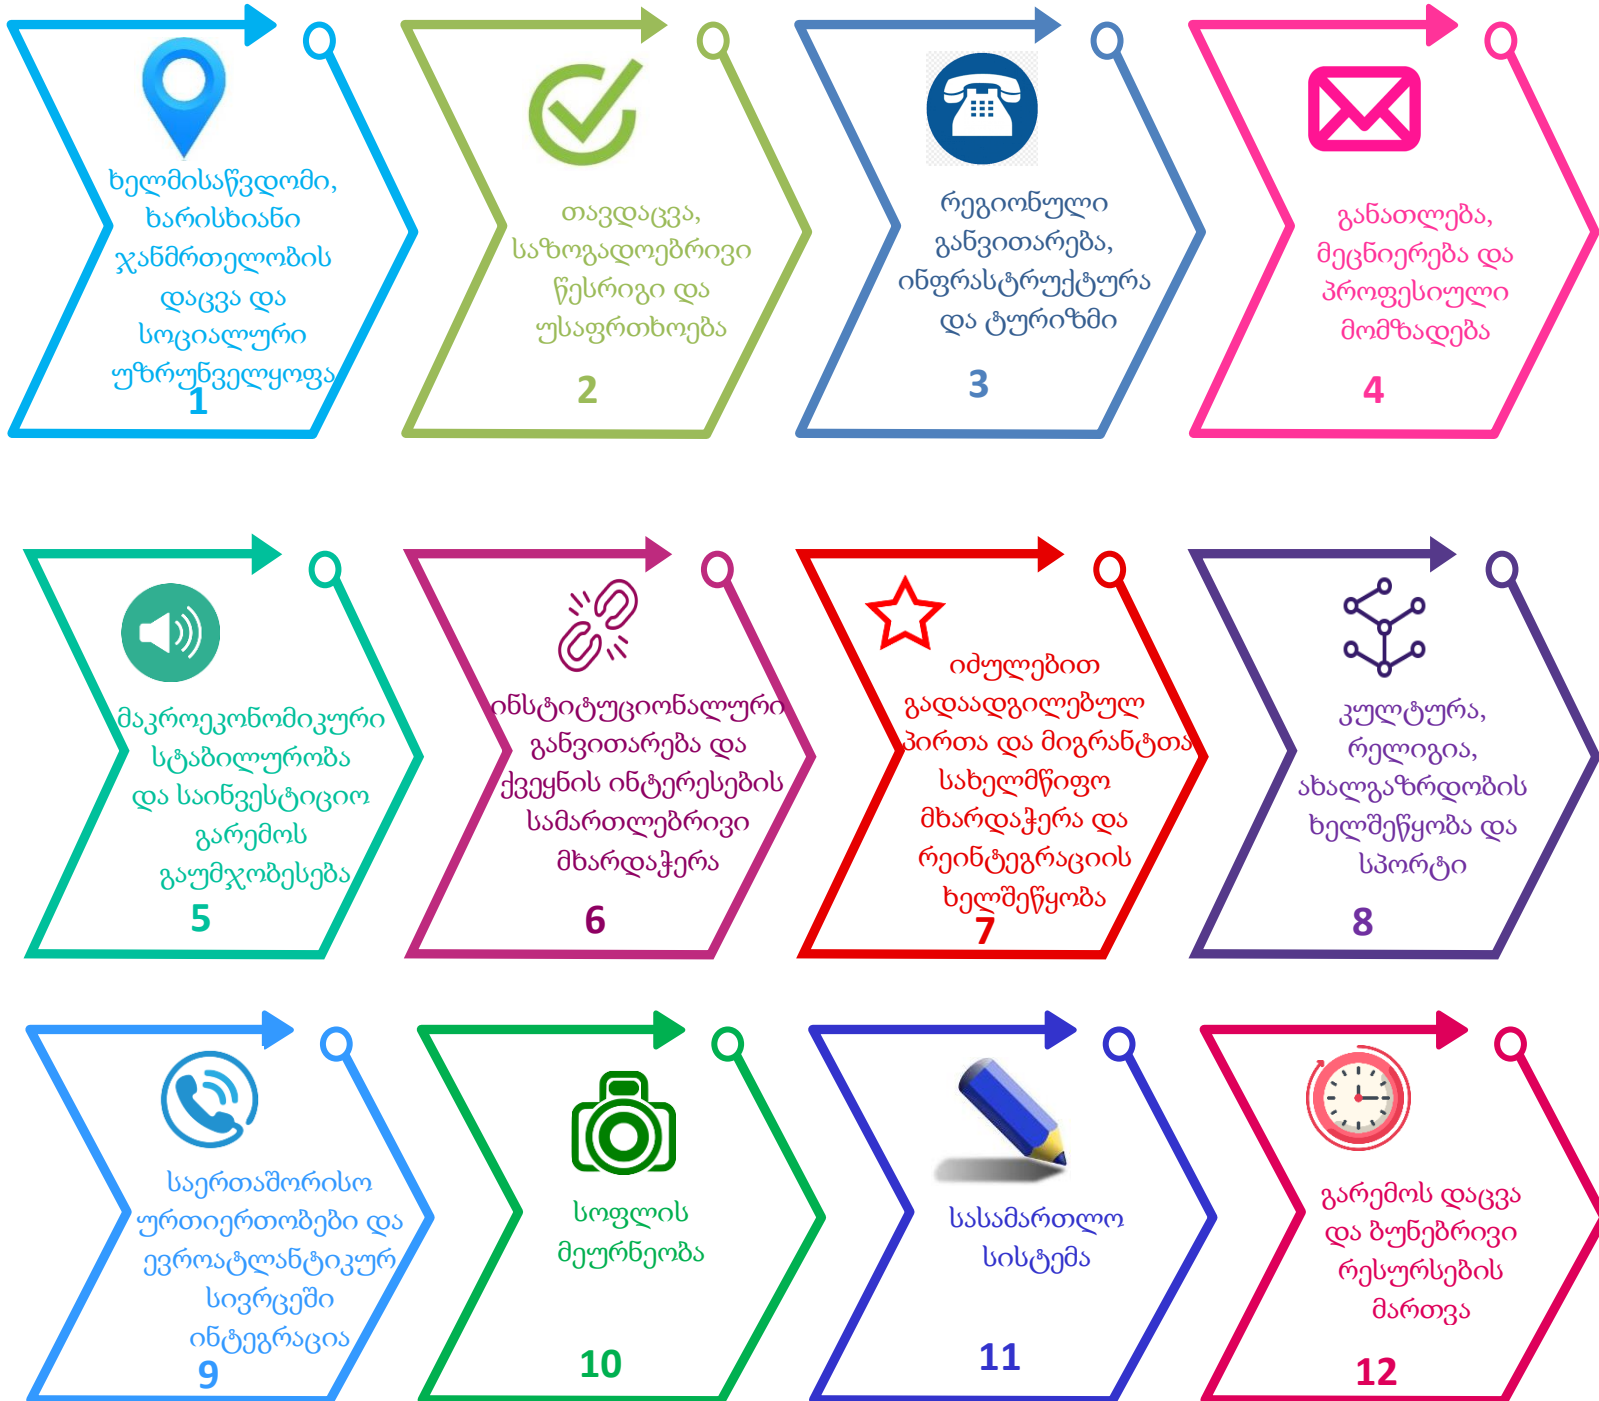 ხელმისაწვდომი,
ხარისხიანი
ჯანმრთელობის
დაცვა და
სოციალური
უზრუნველყოფა
1
თავდაცვა,
საზოგადოებრივი
წესრიგი და
უსაფრთხოება
2
რეგიონული
განვითარება,
ინფრასტრუქტურა
და ტურიზმი
3
განათლება,
მეცნიერება და
პროფესიული
მომზადება
4
მაკროეკონომიკური
სტაბილურობა
და საინვესტიციო
გარემოს
გაუმჯობესება
5
ინსტიტუციონალური
განვითარება და
ქვეყნის ინტერესების
სამართლებრივი
მხარდაჭერა
6
იძულებით
გადაადგილებულ
პირთა და მიგრანტთა
სახელმწიფო
მხარდაჭერა და
რეინტეგრაციის
ხელშეწყობა
7
კულტურა,
რელიგია,
ახალგაზრდობის
ხელშეწყობა და
სპორტი
8
საერთაშორისო
ურთიერთობები და
ევროატლანტიკურ
სივრცეში
ინტეგრაცია
9
სოფლის
მეურნეობა
10
სასამართლო
სისტემა
11
გარემოს დაცვა
და ბუნებრივი
რესურსების
მართვა
12